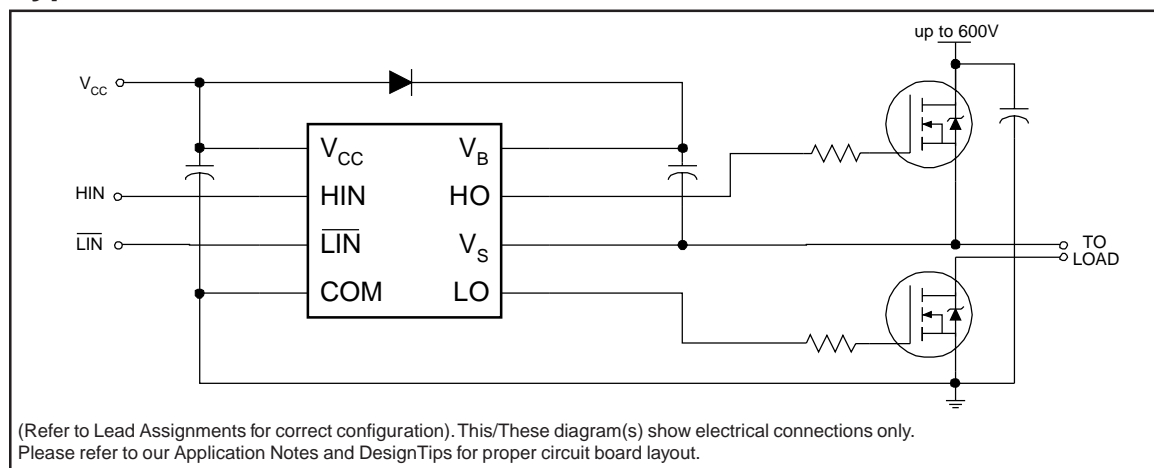 up to 600V
VCC
VCC
VB
HIN
HIN
HO
LIN
LIN
VS
TO
LOAD
COM
LO
(Refer to Lead Assignments for correct configuration). This/These diagram(s) show electrical connections only.
Please refer to our Application Notes and DesignTips for proper circuit board layout.